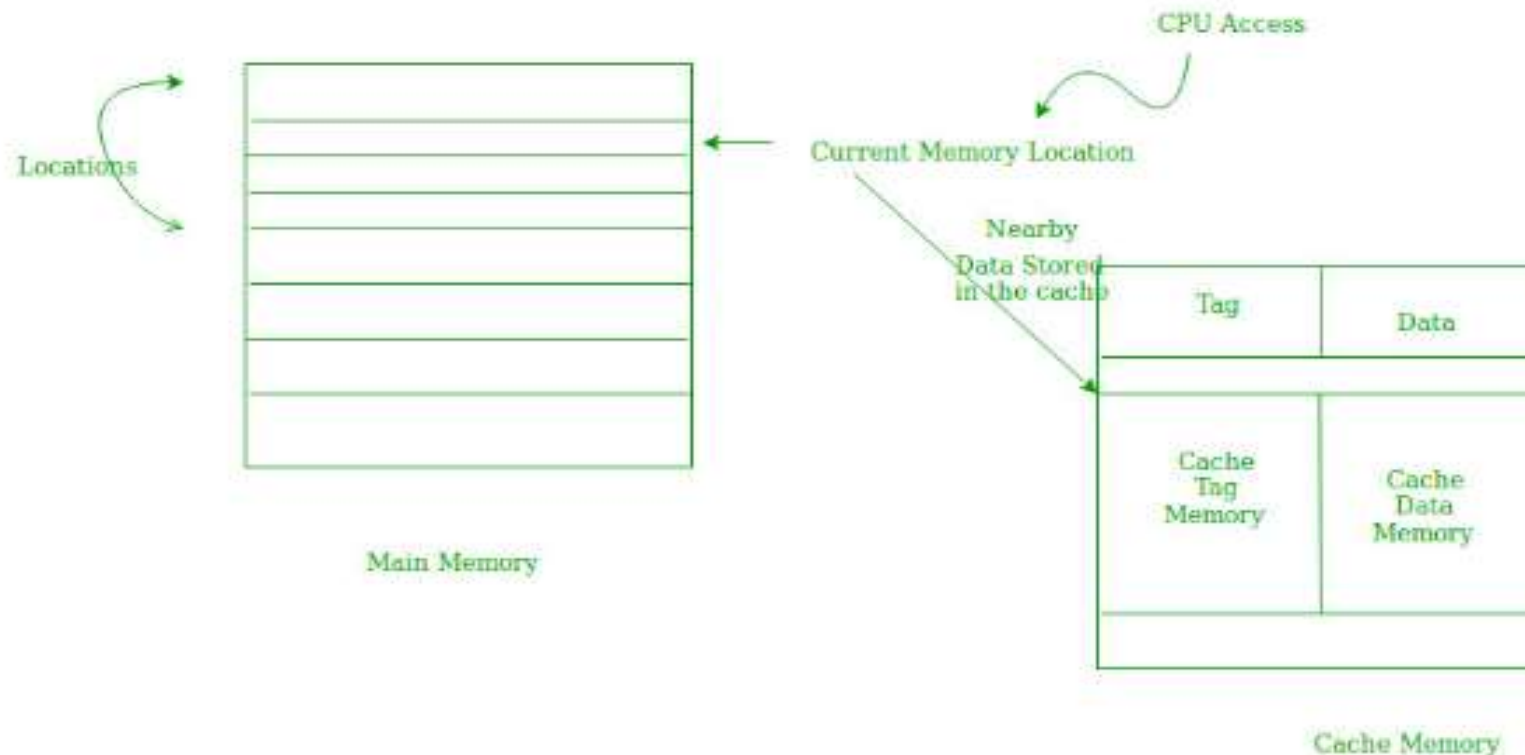 CPU Access
Locations
Current Memory Location
Nearby
Data Stored
in the cache
Tag
Data
Cache
Tag
Memory
Cache
Data
Memory
Main Memory
Cache Memory